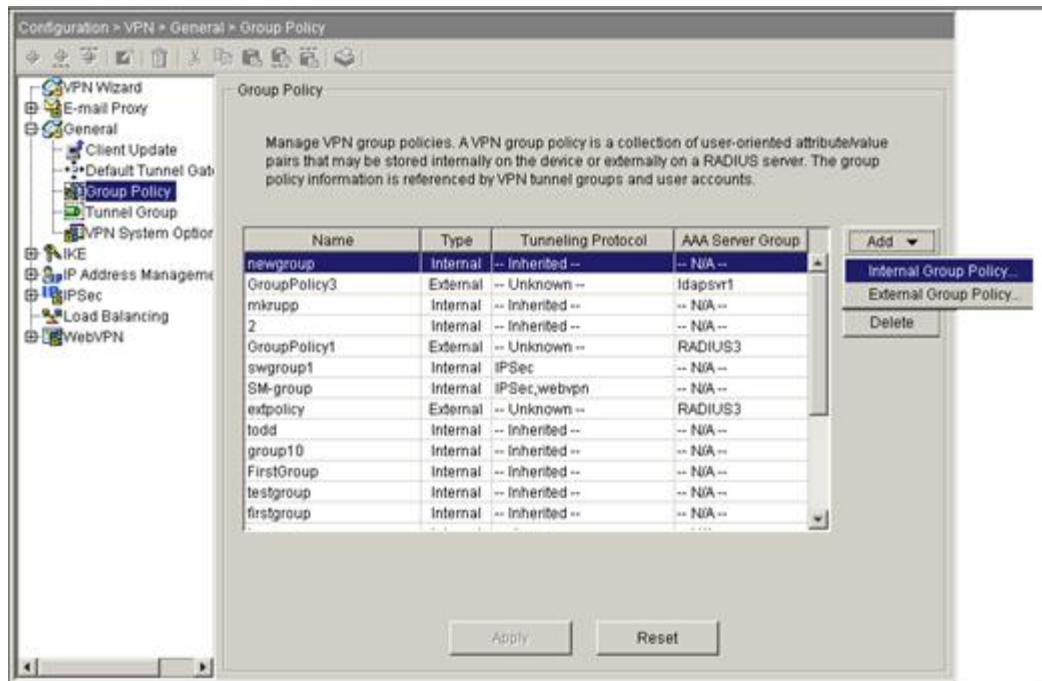 Configuration > VPN > General > Group Policy
VPN Wizard
E-mail Proxy
General
Client Update
Default Tunnel Gat
Group Policy
Tunnel Group
VPN System Option
IKE
IP Address Manageme
IPSec
Load Balancing
WebVPN
Group Policy
Manage VPN group policies. A VPN group policy is a collection of user-oriented attribute/value
pairs that may be stored internally on the device or externally on a RADIUS server. The group
policy information is referenced by VPN tunnel groups and user accounts.
Name Type Tunneling Protocol AAA Server Group
newgroup Internal -- Inherited -- -- N/A --
GroupPolicy3 External -- Unknown -- ldapsvr1
mkrupp Internal -- Inherited -- -- N/A --
2 Internal -- Inherited -- -- N/A --
GroupPolicy1 External -- Unknown -- RADIUS3
swgroup1 Internal IPSec -- N/A --
SM-group Internal IPSec,webvpn -- N/A --
extpolicy External -- Unknown -- RADIUS3
todd Internal -- Inherited -- -- N/A --
group10 Internal -- Inherited -- -- N/A --
FirstGroup Internal -- Inherited -- -- N/A --
testgroup Internal -- Inherited -- -- N/A --
firstgroup Internal -- Inherited -- -- N/A --
Add
Internal Group Policy...
External Group Policy...
Delete
Apply
Reset